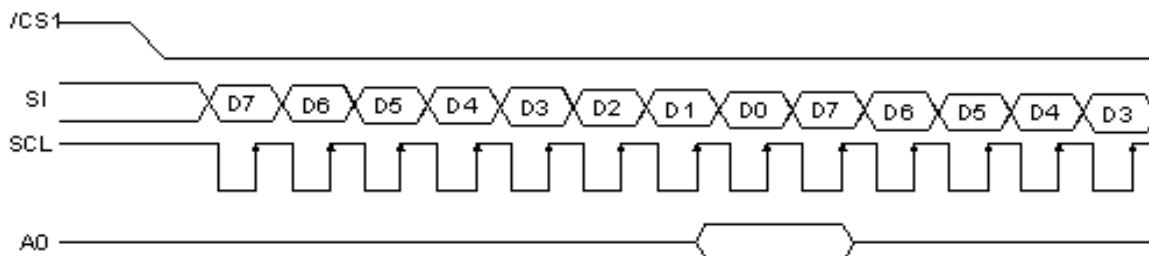 /CS1
SI D7 D6 D5 D4 D3 D2 D1 D0 D7 D6 D5 D4 D3
SCL
A0